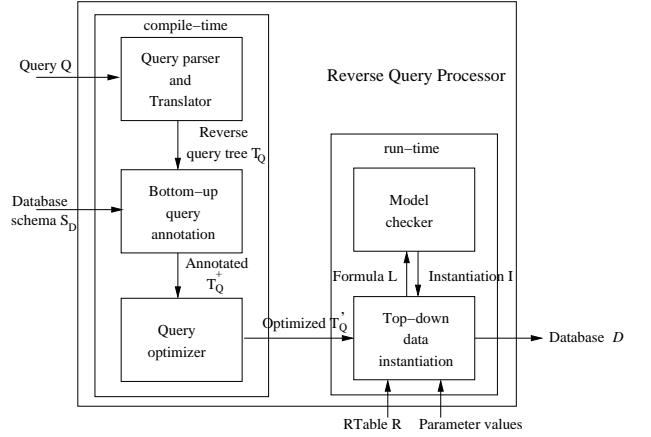 compile-time
Query Q
Query parser
and
Translator
Reverse Query Processor
Reverse
query tree T_Q
run-time
Database
schema S_D
Bottom-up
query
annotation
Model
checker
Annotated
T_Q^+
Formula L
Instantiation I
Query
optimizer
Optimized T_Q'
Top-down
data
instantiation
Database D
RTable R
Parameter values